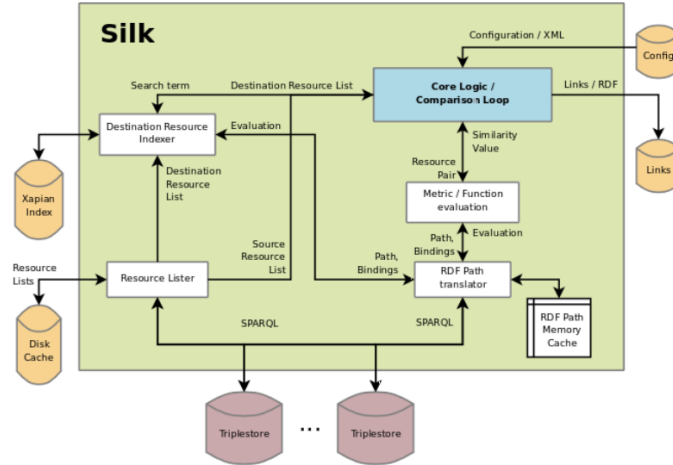 Silk
Configuration / XML
Config
Search term
Destination Resource List
Core Logic /
Comparison Loop
Links / RDF
Destination Resource
Indexer
Evaluation
Similarity
Value
Resource
Pair
Links
Destination
Resource
List
Xapian
Index
Metric / Function
evaluation
Source
Resource
List
Path,
Bindings
Evaluation
Resource
Lists
Resource Lister
Path,
Bindings
RDF Path
translator
SPARQL
SPARQL
RDF Path
Memory
Cache
Disk
Cache
Triplestore
...
Triplestore